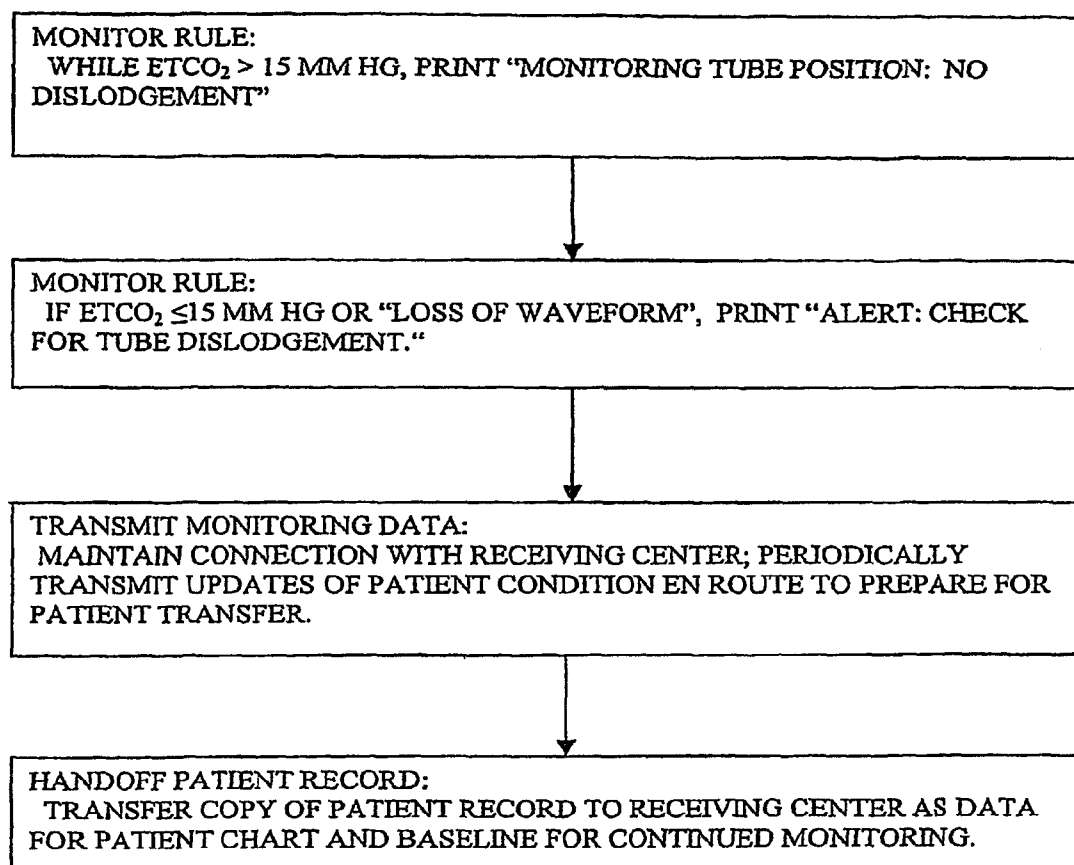 MONITOR RULE:
WHILE ETCO₂ > 15 MM HG, PRINT “MONITORING TUBE POSITION: NO
DISLODGEMENT”
MONITOR RULE:
IF ETCO₂ ≤15 MM HG OR “LOSS OF WAVEFORM”, PRINT “ALERT: CHECK
FOR TUBE DISLODGEMENT.“
TRANSMIT MONITORING DATA:
MAINTAIN CONNECTION WITH RECEIVING CENTER; PERIODICALLY
TRANSMIT UPDATES OF PATIENT CONDITION EN ROUTE TO PREPARE FOR
PATIENT TRANSFER.
HANDOFF PATIENT RECORD:
TRANSFER COPY OF PATIENT RECORD TO RECEIVING CENTER AS DATA
FOR PATIENT CHART AND BASELINE FOR CONTINUED MONITORING.